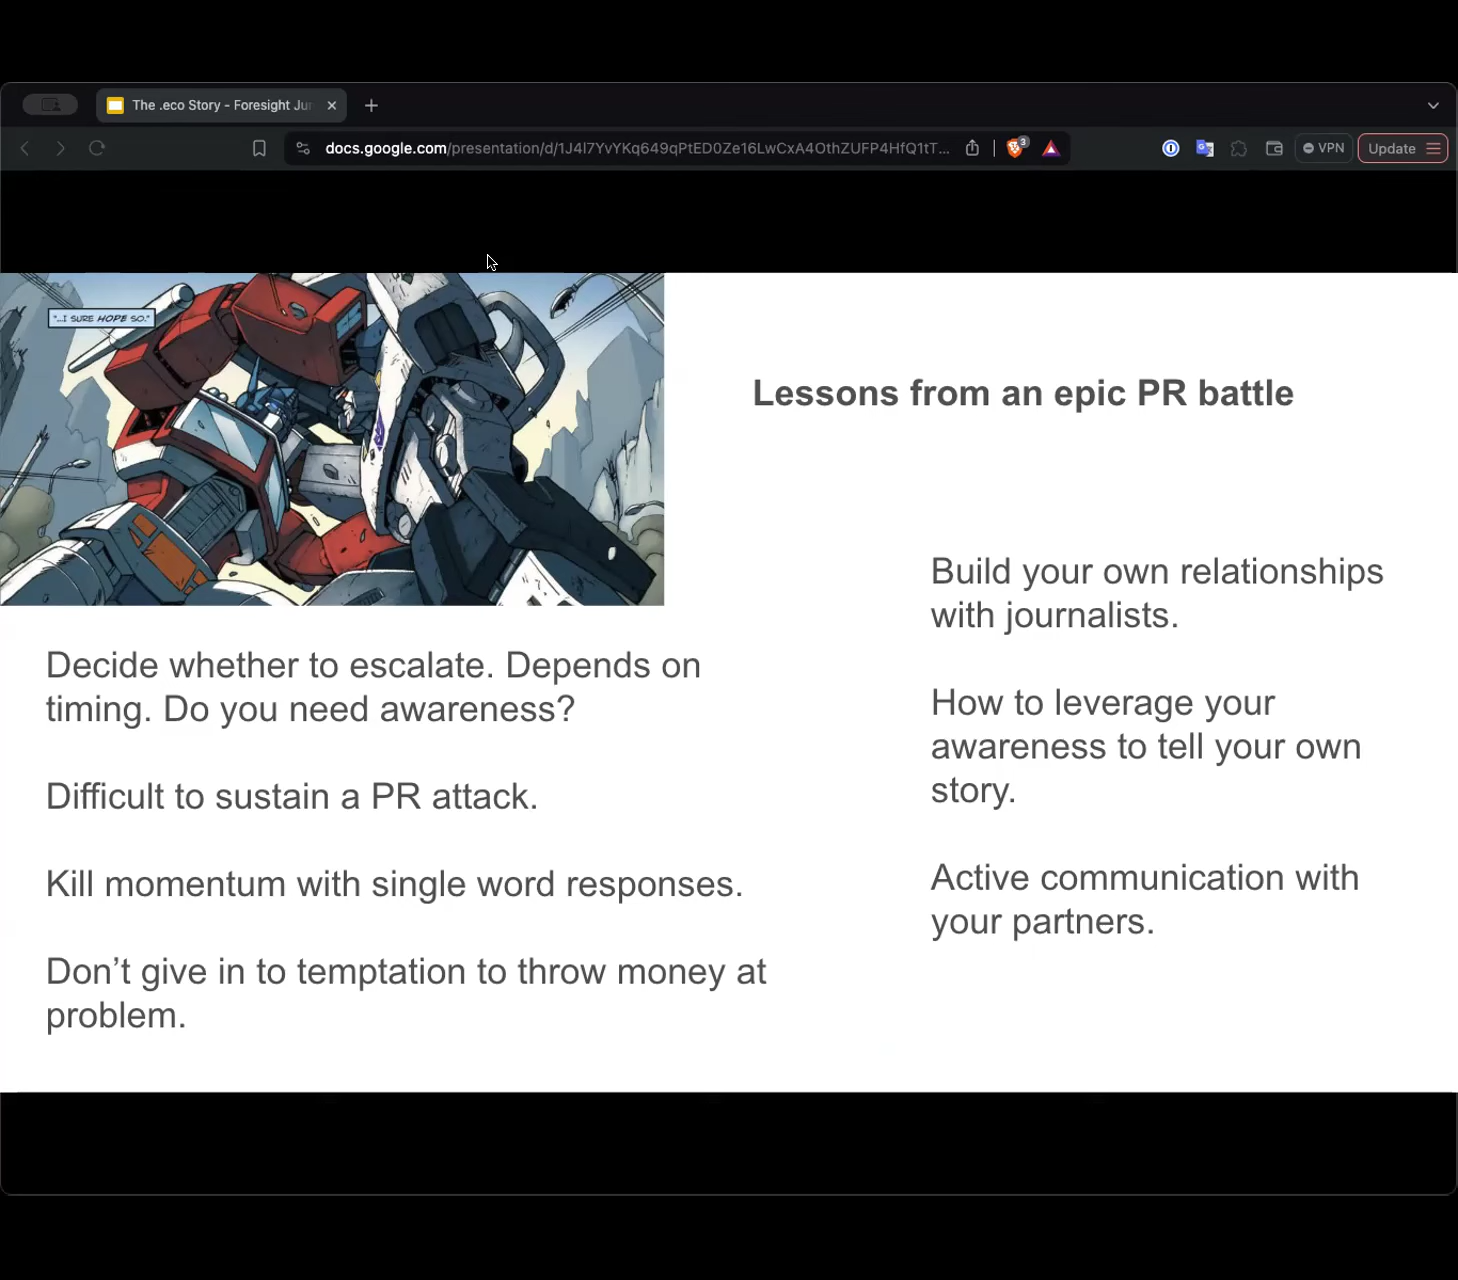 The .eco Story - Foresight Ju
docs.google.com/presentation/d/1J4I7YvYKq649qPtED0Ze16LwCxA4OthZUFP4HfQ1tT...
3
VPN
Update
"...I SURE HOPE SO."
Lessons from an epic PR battle
Decide whether to escalate. Depends on
timing. Do you need awareness?
Difficult to sustain a PR attack.
Kill momentum with single word responses.
Don’t give in to temptation to throw money at
problem.
Build your own relationships
with journalists.
How to leverage your
awareness to tell your own
story.
Active communication with
your partners.